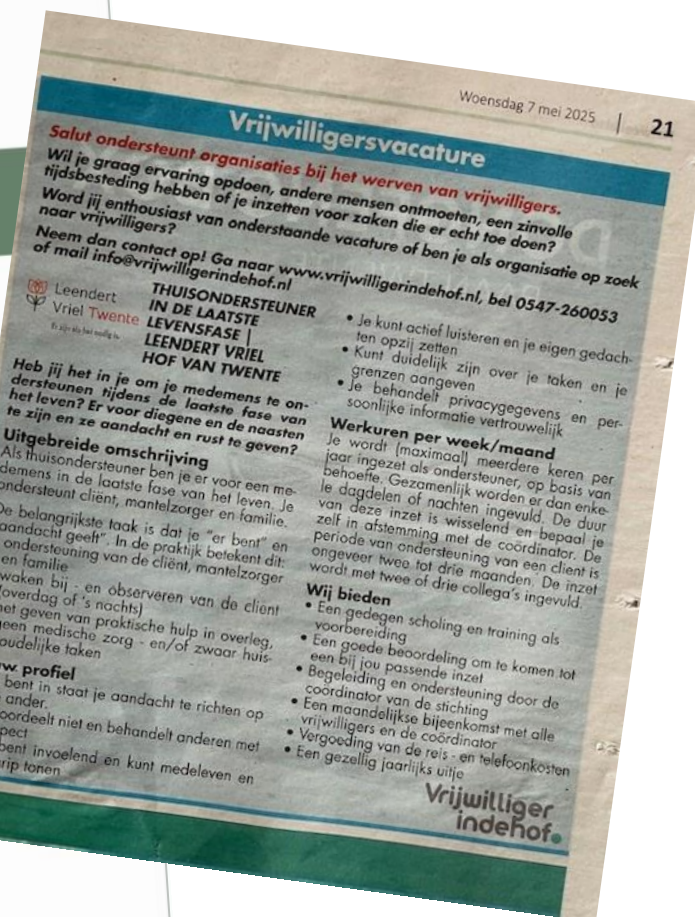 Woensdag 7 mei 2025 | 21
Vrijwilligersvacature
Salut ondersteunt organisaties bij het werven van vrijwilligers.
Wil je graag ervaring opdoen, andere mensen ontmoeten, een zinvolle
tijdsbesteding hebben of je inzetten voor zaken die er echt toe doen?
Word jij enthousiast van onderstaande vacature of ben je als organisatie op zoek
naar vrijwilligers?
Neem dan contact op! Ga naar www.vrijwilligerindehof.nl, bel 0547-260053
of mail info@vrijwilligerindehof.nl
Leendert
Vriel Twente
Er zijn als het nodig is
THUISONDERSTEUNER
IN DE LAATSTE
LEVENSFASE |
LEENDERT VRIEL
HOF VAN TWENTE
Heb jij het in je om je medemens te on-
dersteunen tijdens de laatste fase van
het leven? Er voor diegene en de naasten
te zijn en ze aandacht en rust te geven?
Uitgebreide omschrijving
Als thuisondersteuner ben je er voor een me-
demens in de laatste fase van het leven. Je
ondersteunt cliënt, mantelzorger en familie.
De belangrijkste taak is dat je "er bent" en
aandacht geeft". In de praktijk betekent dit:
ondersteuning van de cliënt, mantelzorger
en familie
waken bij - en observeren van de cliënt
(overdag of 's nachts)
het geven van praktische hulp in overleg,
geen medische zorg - en/of zwaar huis-
oudelijke taken
w profiel
bent in staat je aandacht te richten op
ander.
oordeelt niet en behandelt anderen met
pect
bent invoelend en kunt medeleven en
rip tonen
• Je kunt actief luisteren en je eigen gedach-
ten opzij zetten
• Kunt duidelijk zijn over je taken en je
grenzen aangeven
• Je behandelt privacygegevens en per-
soonlijke informatie vertrouwelijk
Werkuren per week/maand
Je wordt (maximaal) meerdere keren per
jaar ingezet als ondersteuner, op basis van
behoefte. Gezamenlijk worden er dan enke-
le dagdelen of nachten ingevuld. De duur
van deze inzet is wisselend en bepaal je
zelf in afstemming met de coördinator. De
periode van ondersteuning van een client is
ongeveer twee tot drie maanden. De inzet
wordt met twee of drie collega's ingevuld.
Wij bieden
• Een gedegen scholing en training als
voorbereiding
• Een goede beoordeling om te komen tot
een bij jou passende inzet
• Begeleiding en ondersteuning door de
coördinator van de stichting
• Een maandelijkse bijeenkomst met alle
vrijwilligers en de coördinator
• Vergoeding van de reis - en telefoonkosten
• Een gezellig jaarlijks uitje
Vrijwilliger
indehof.